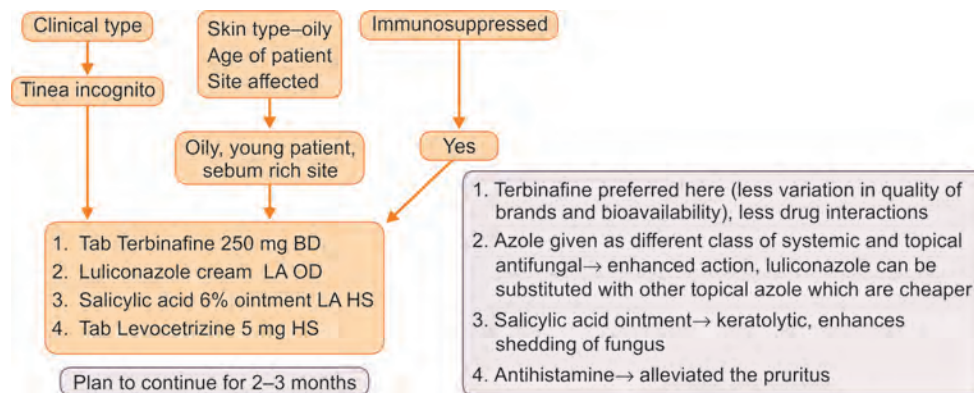 Clinical type
Skin type–oily
Age of patient
Site affected
Immunosuppressed
Tinea incognito
Oily, young patient,
sebum rich site
Yes
1. Tab Terbinafine 250 mg BD
2. Luliconazole cream LA OD
3. Salicylic acid 6% ointment LA HS
4. Tab Levocetrizine 5 mg HS
Plan to continue for 2–3 months
1. Terbinafine preferred here (less variation in quality of
brands and bioavailability), less drug interactions
2. Azole given as different class of systemic and topical
antifungal→ enhanced action, luliconazole can be
substituted with other topical azole which are cheaper
3. Salicylic acid ointment→ keratolytic, enhances
shedding of fungus
4. Antihistamine→ alleviated the pruritus